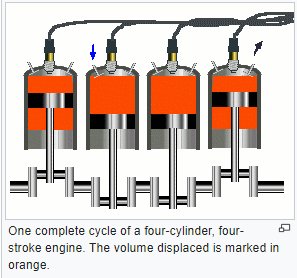 One complete cycle of a four-cylinder, four-
stroke engine. The volume displaced is marked in
orange.